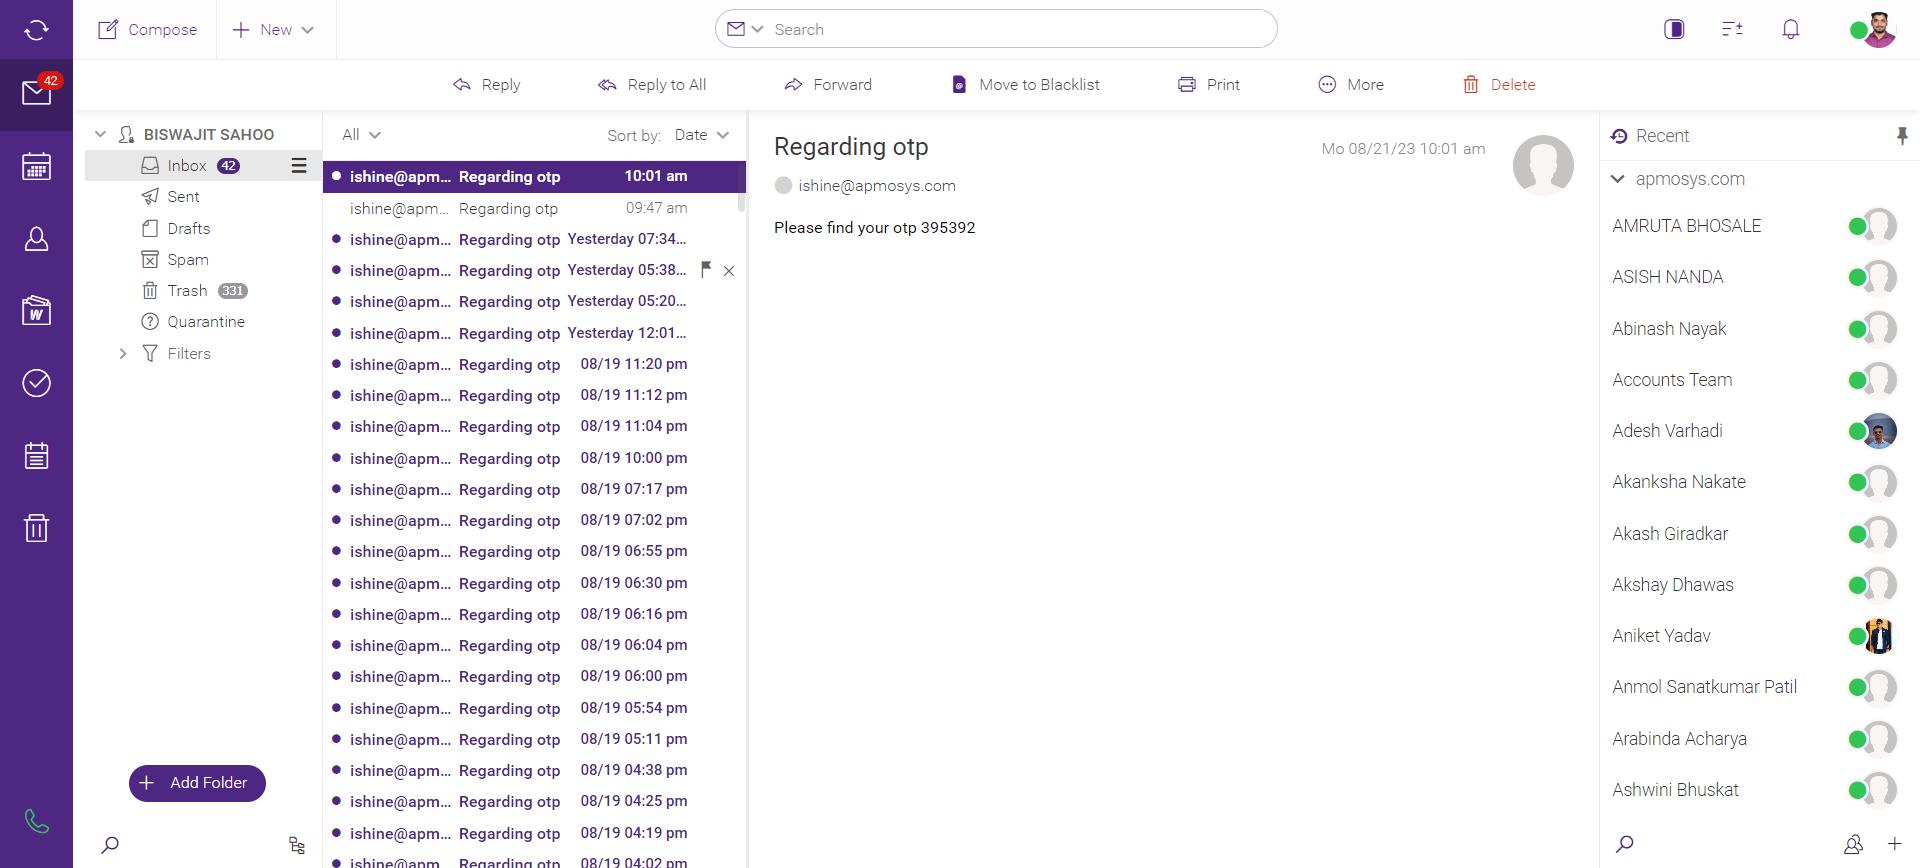 Compose
New
Search
42
Reply
Reply to All
Forward
Move to Blacklist
Print
More
Delete
BISWAJIT SAHOO
Inbox 42
Sent
Drafts
Spam
Trash 331
Quarantine
Filters
Add Folder
All
Sort by: Date
ishine@apm... Regarding otp 10:01 am
ishine@apm... Regarding otp 09:47 am
ishine@apm... Regarding otp Yesterday 07:34...
ishine@apm... Regarding otp Yesterday 05:38...
ishine@apm... Regarding otp Yesterday 05:20...
ishine@apm... Regarding otp Yesterday 12:01...
ishine@apm... Regarding otp 08/19 11:20 pm
ishine@apm... Regarding otp 08/19 11:12 pm
ishine@apm... Regarding otp 08/19 11:04 pm
ishine@apm... Regarding otp 08/19 10:00 pm
ishine@apm... Regarding otp 08/19 07:17 pm
ishine@apm... Regarding otp 08/19 07:02 pm
ishine@apm... Regarding otp 08/19 06:55 pm
ishine@apm... Regarding otp 08/19 06:30 pm
ishine@apm... Regarding otp 08/19 06:16 pm
ishine@apm... Regarding otp 08/19 06:04 pm
ishine@apm... Regarding otp 08/19 06:00 pm
ishine@apm... Regarding otp 08/19 05:54 pm
ishine@apm... Regarding otp 08/19 05:11 pm
ishine@apm... Regarding otp 08/19 04:38 pm
ishine@apm... Regarding otp 08/19 04:25 pm
ishine@apm... Regarding otp 08/19 04:19 pm
ishine@apm... Regarding otp 08/19 04:02 pm
Regarding otp
Mo 08/21/23 10:01 am
ishine@apmosys.com
Please find your otp 395392
Recent
apmosys.com
AMRUTA BHOSALE
ASISH NANDA
Abinash Nayak
Accounts Team
Adesh Varhadi
Akanksha Nakate
Akash Giradkar
Akshay Dhawas
Aniket Yadav
Anmol Sanatkumar Patil
Arabinda Acharya
Ashwini Bhuskat